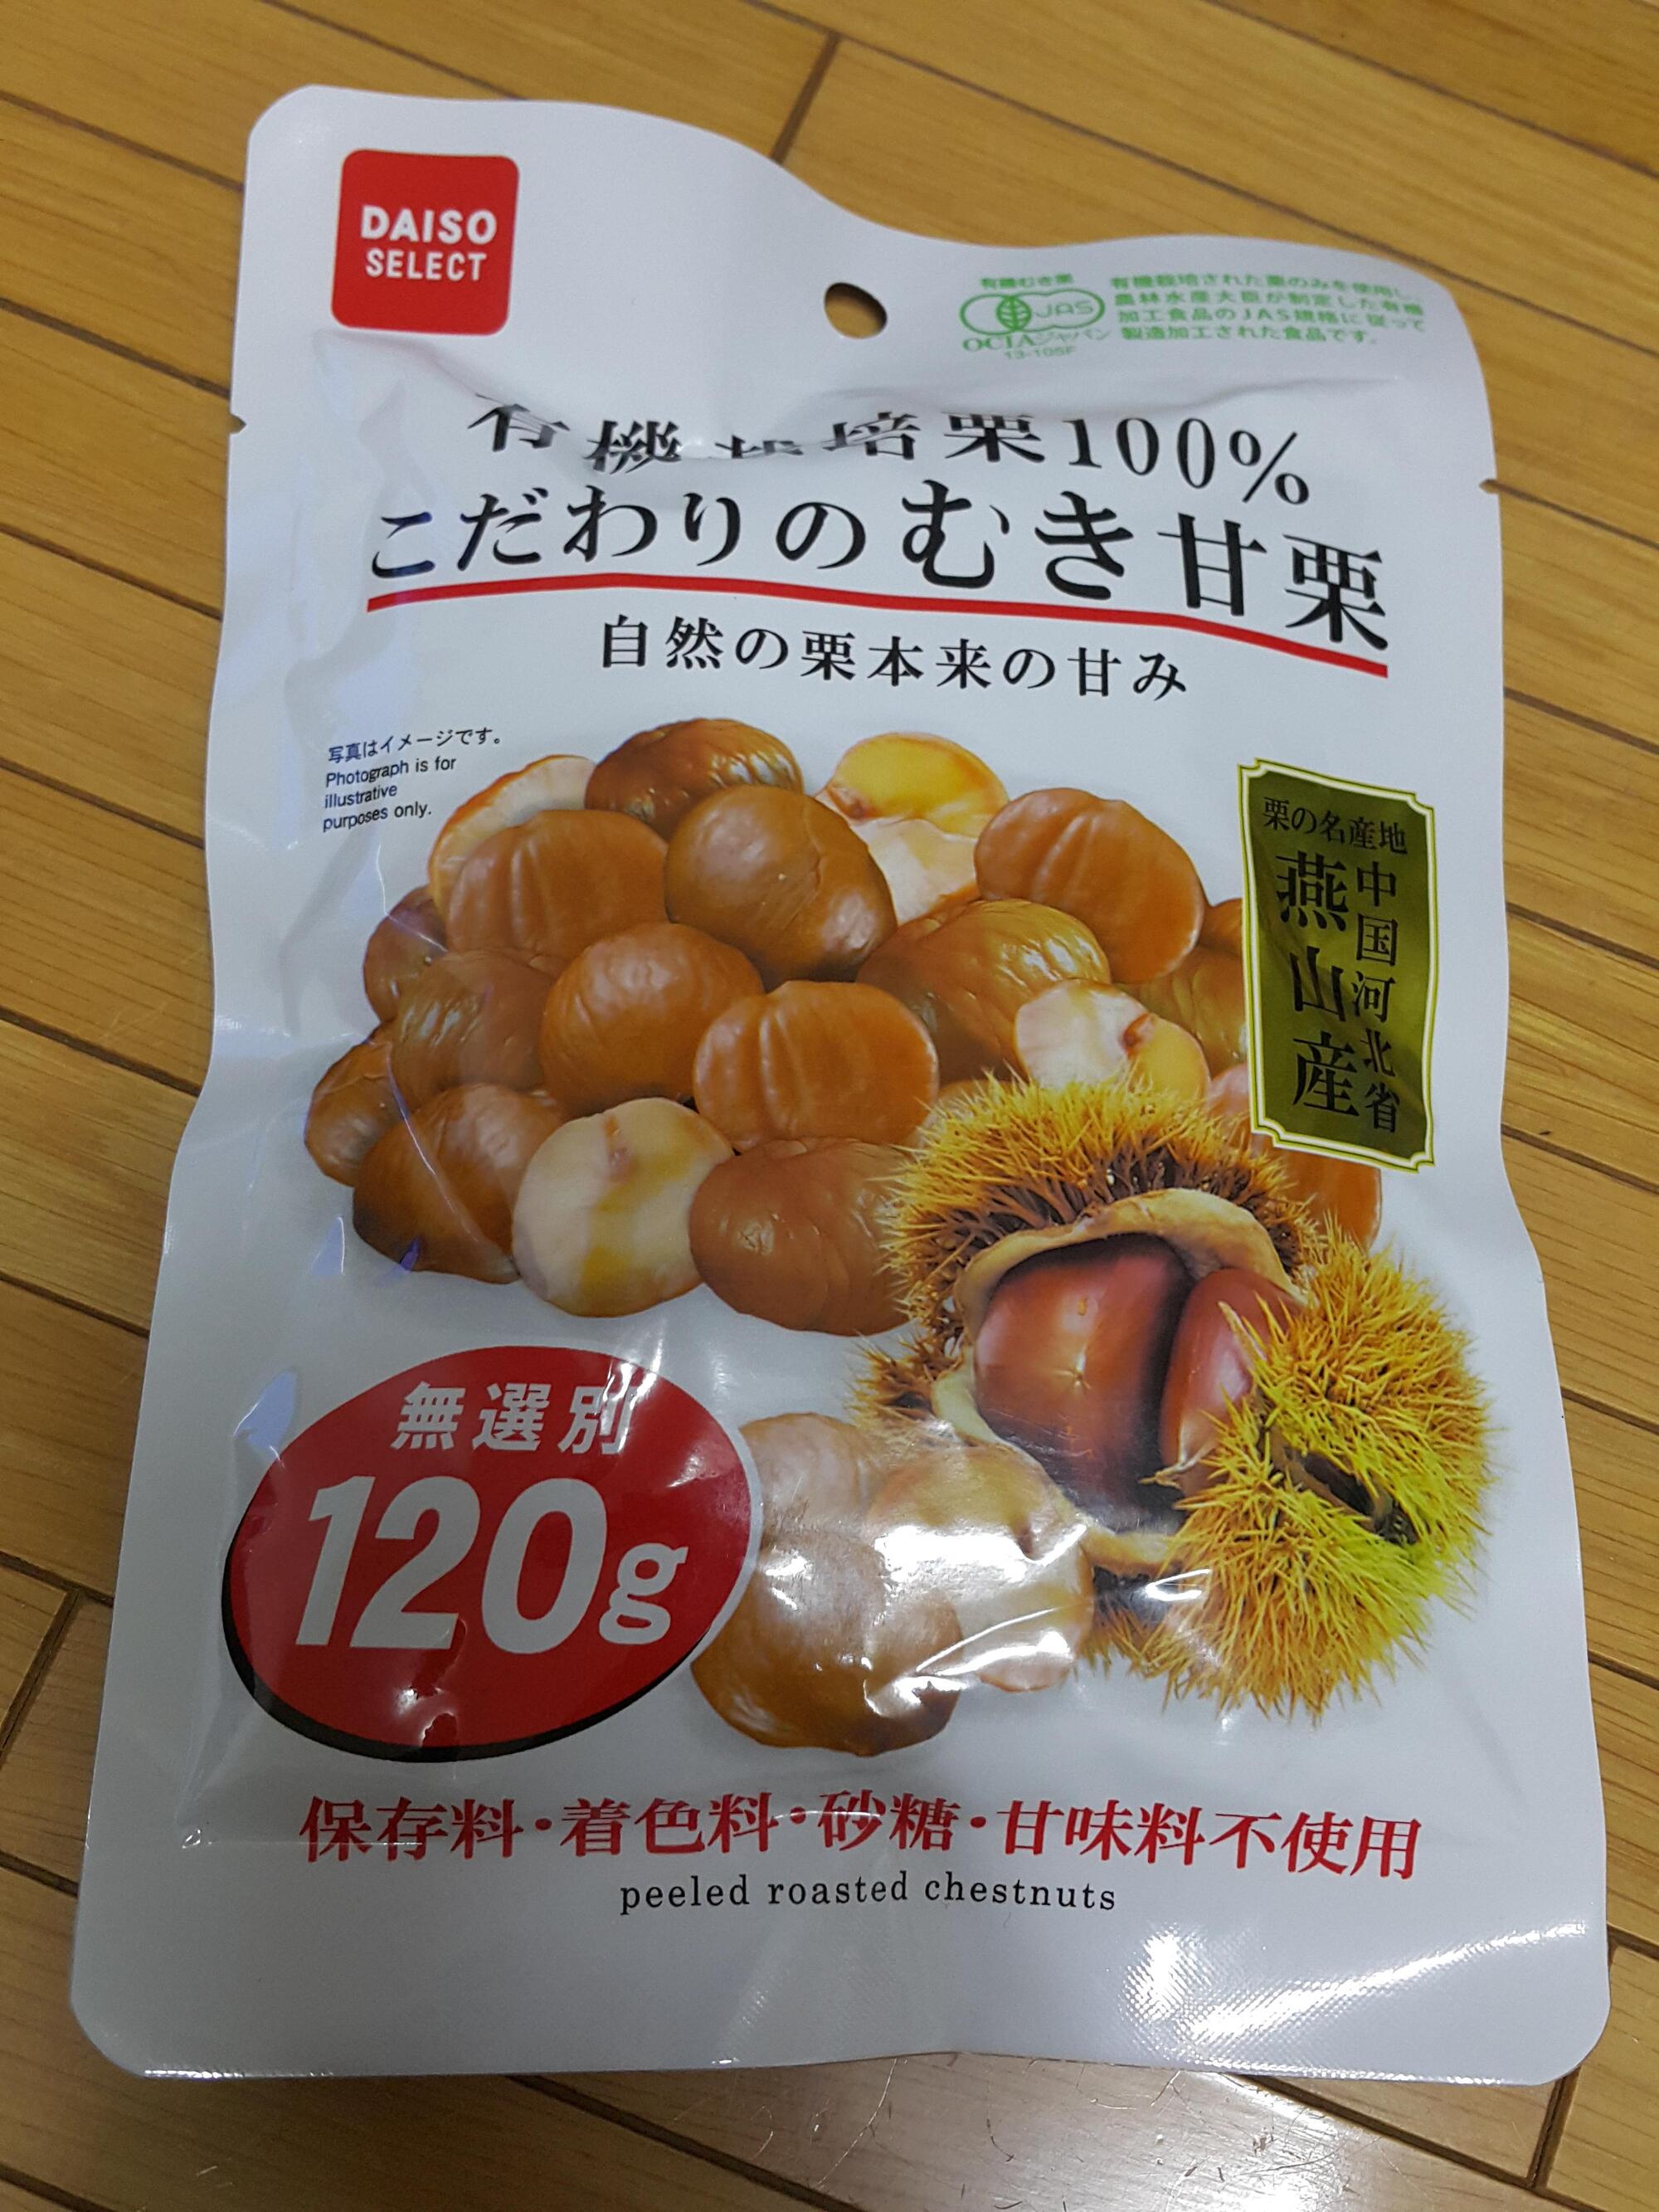 DAISO
SELECT
有機むき栗
JAS
OCIAジャパン
13-105F
有機栽培された栗のみを使用し、
農林水産大臣が制定した有機
加工食品のJAS規格に従って
製造加工された食品です。
有機栽培栗100%
こだわりのむき甘栗
自然の栗本来の甘み
写真はイメージです。
Photograph is for
illustrative
purposes only.
栗の名産地
中国河北省
燕山産
無選別
120g
保存料・着色料・砂糖・甘味料不使用
peeled roasted chestnuts